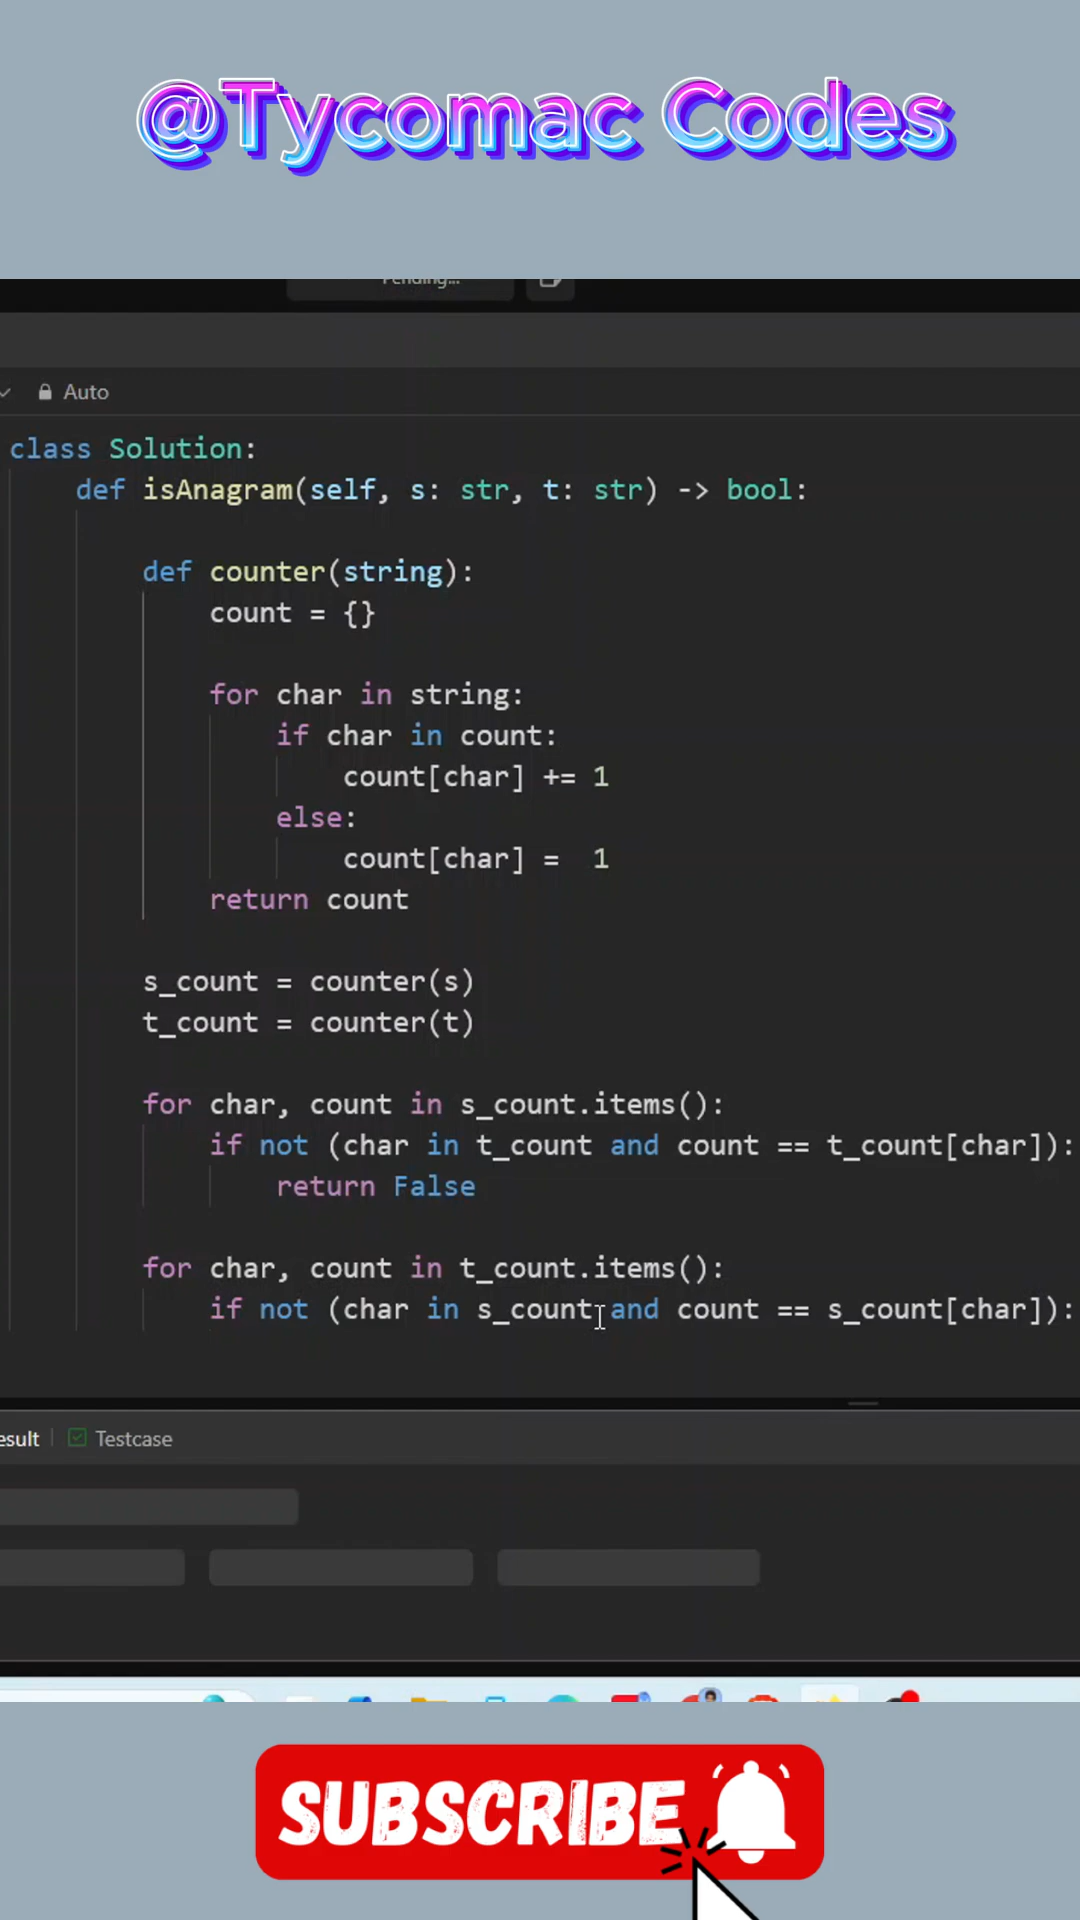 @Tycomac Codes
Pending...
Auto
class Solution:
def isAnagram(self, s: str, t: str) -> bool:
def counter(string):
count = {}
for char in string:
if char in count:
count[char] += 1
else:
count[char] =  1
return count
s_count = counter(s)
t_count = counter(t)
for char, count in s_count.items():
if not (char in t_count and count == t_count[char]):
return False
for char, count in t_count.items():
if not (char in s_count and count == s_count[char]):
esult
Testcase
SUBSCRIBE